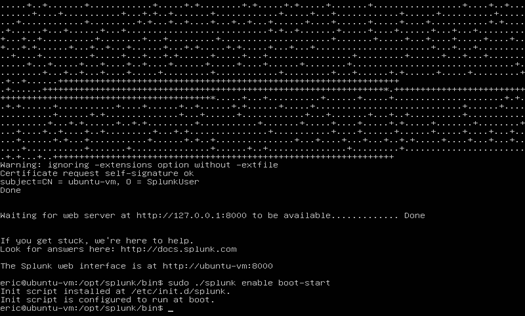 Warning: ignoring -extensions option without -extfile
Certificate request self-signature ok
subject=CN = ubuntu-vm, O = SplunkUser
Done
Waiting for web server at http://127.0.0.1:8000 to be available............. Done
If you get stuck, we're here to help.
Look for answers here: http://docs.splunk.com
The Splunk web interface is at http://ubuntu-vm:8000
eric@ubuntu-vm:/opt/splunk/bin$ sudo ./splunk enable boot-start
Init script installed at /etc/init.d/splunk.
Init script is configured to run at boot.
eric@ubuntu-vm:/opt/splunk/bin$ _